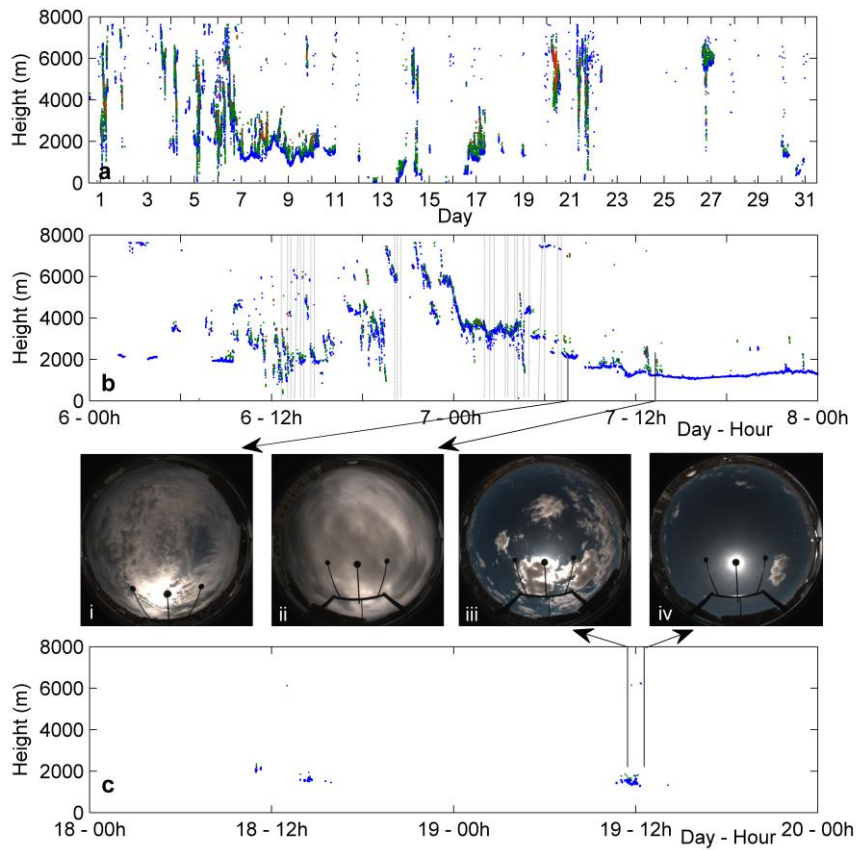 Height (m)
8000
6000
4000
2000
0
a
1 3 5 7 9 11 13 15 17 19 21 23 25 27 29 31
Day
Height (m)
8000
6000
4000
2000
0
b
6 - 00h 6 - 12h 7 - 00h 7 - 12h 8 - 00h
Day - Hour
i ii iii iv
Height (m)
8000
6000
4000
2000
0
c
18 - 00h 18 - 12h 19 - 00h 19 - 12h 20 - 00h
Day - Hour